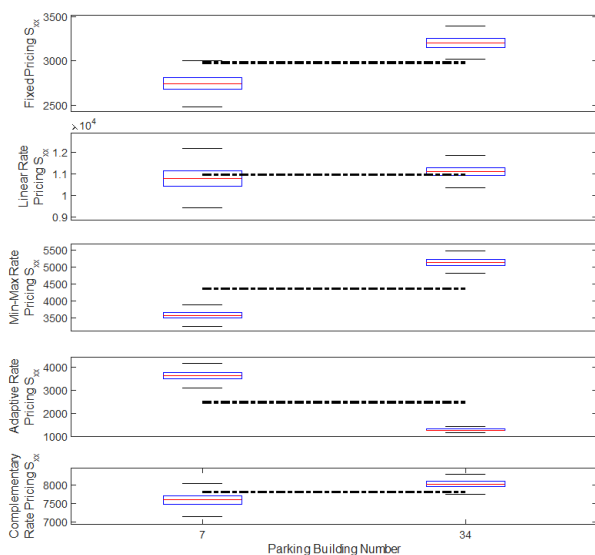 3500
3000
2500
Fixed Pricing Sxx
×10^4
1.2
1.1
1
0.9
Linear Rate
Pricing Sxx
5500
5000
4500
4000
3500
Min-Max Rate
Pricing Sxx
4000
3000
2000
1000
Adaptive Rate
Pricing Sxx
8000
7500
7000
Complementary
Rate Pricing Sxx
7
34
Parking Building Number